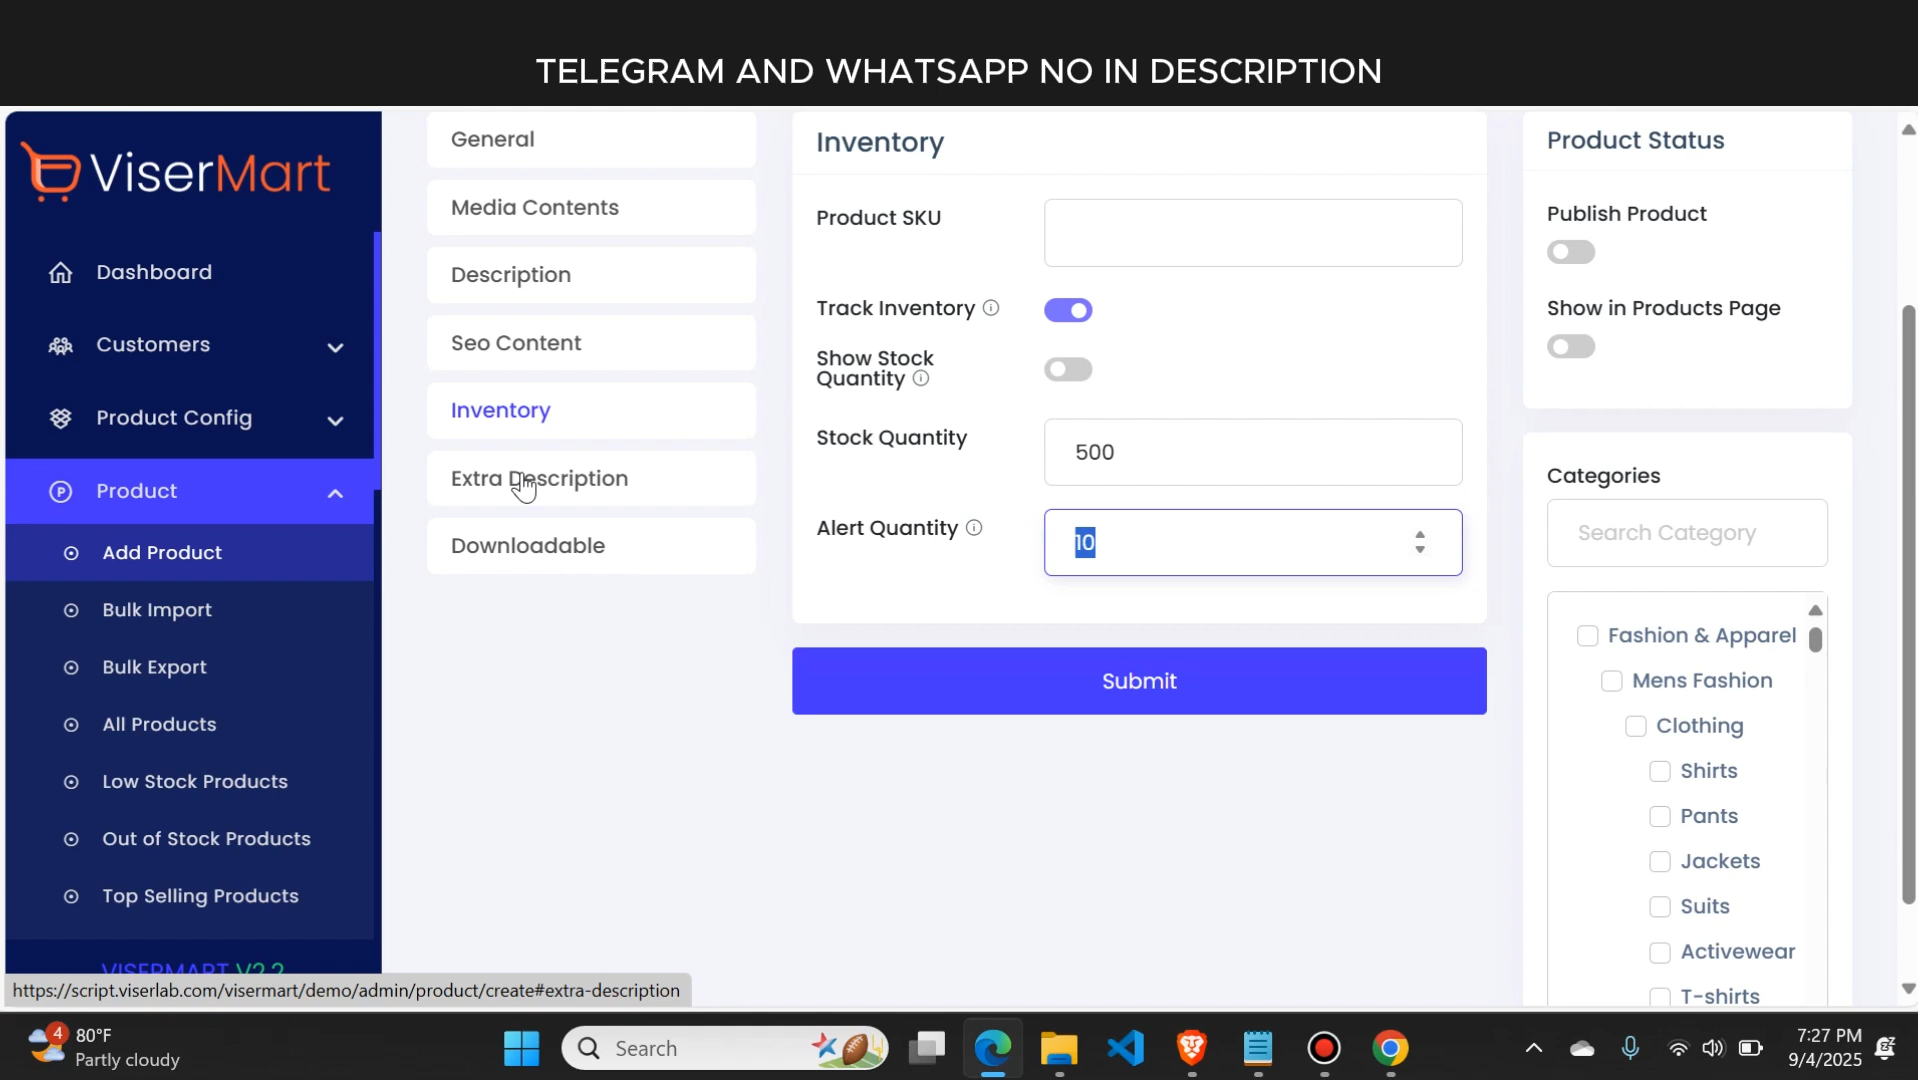 TELEGRAM AND WHATSAPP NO IN DESCRIPTION
ViserMart
Dashboard
Customers
Product Config
Product
Add Product
Bulk Import
Bulk Export
All Products
Low Stock Products
Out of Stock Products
Top Selling Products
VISERMART V2.2
General
Media Contents
Description
Seo Content
Inventory
Extra Description
Downloadable
Inventory
Product SKU
Track Inventory
Show Stock
Quantity
Stock Quantity
500
Alert Quantity
10
Submit
Product Status
Publish Product
Show in Products Page
Categories
Search Category
Fashion & Apparel
Mens Fashion
Clothing
Shirts
Pants
Jackets
Suits
Activewear
T-shirts
https://script.viserlab.com/visermart/demo/admin/product/create#extra-description
4
80°F
Partly cloudy
Search
7:27 PM
9/4/2025